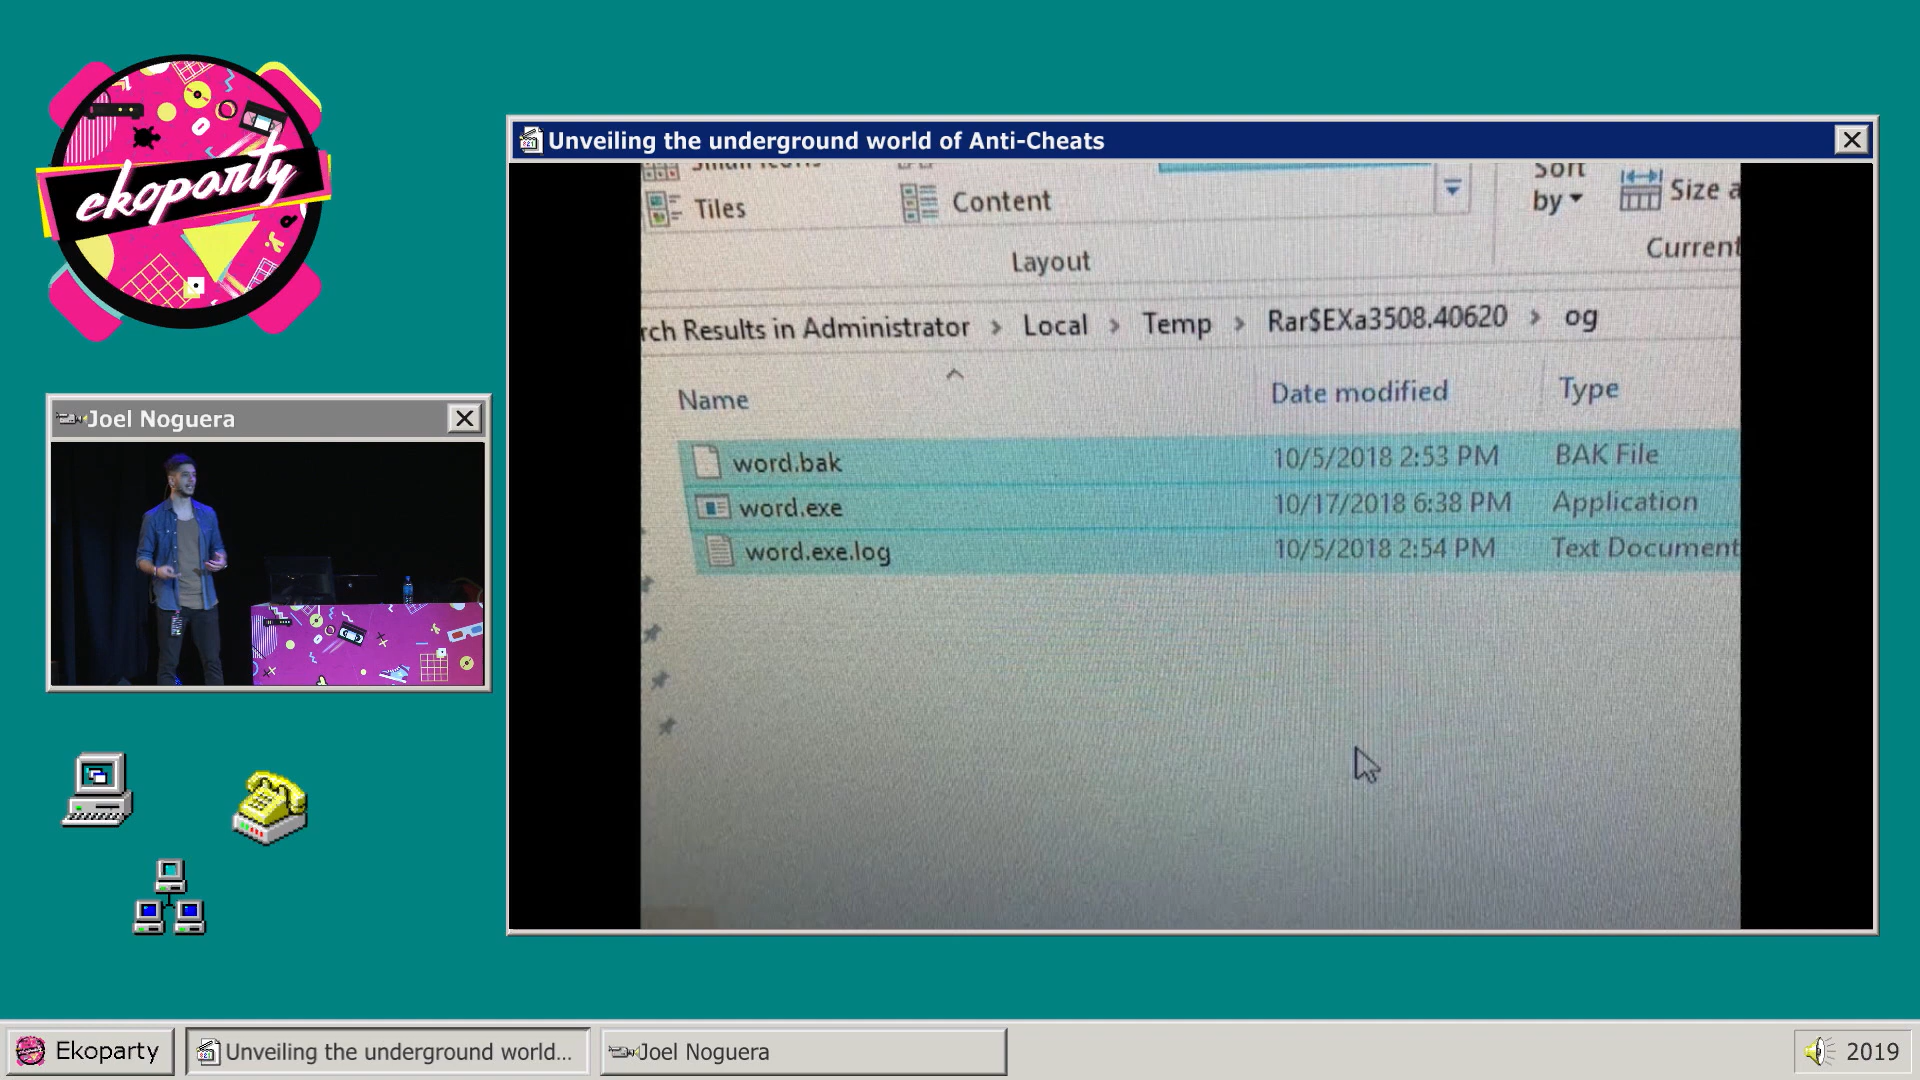 ekoparty
Unveiling the underground world of Anti-Cheats
Joel Noguera
Tiles
Content
Sort
by
Size
Layout
Current
Results in Administrator > Local > Temp > Rar$EXa3508.40620 > og
Name Date modified Type
word.bak 10/5/2018 2:53 PM BAK File
word.exe 10/17/2018 6:38 PM Application
word.exe.log 10/5/2018 2:54 PM Text Document
Ekoparty
Unveiling the underground world...
Joel Noguera
2019